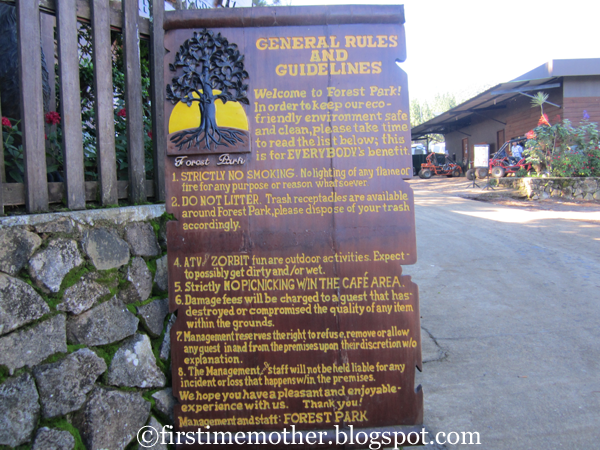 GENERAL RULES
AND
GUIDELINES
Welcome to Forest Park!
In order to keep our eco-
friendly environment safe
and clean, please take time
to read the list below; this
is for EVERYBODY'S benefit.
Forest Park
1. STRICTLY NO SMOKING. No lighting of any flame or
fire for any purpose or reason whatsoever
2. DO NOT LITTER. Trash receptacles are available
around Forest Park, please dispose of your trash
accordingly.
4. ATV/ ZORBIT fun are outdoor activities. Expect-
to possibly get dirty and/or wet.
5. Strictly NO PICNICKING W/IN THE CAFÉ AREA.
6. Damage fees will be charged to a guest that has-
destroyed or compromised the quality of any item
within the grounds.
7. Management reserves the right to refuse, remove or allow
any guest in and from the premises upon their discretion w/o
explanation.
8. The Management/staff will not be held liable for any
incident or loss that happens w/in the premises.
We hope you have a pleasant and enjoyable-
experience with us. Thank you!
Management and staff: FOREST PARK
©firstimemother.blogspot.com